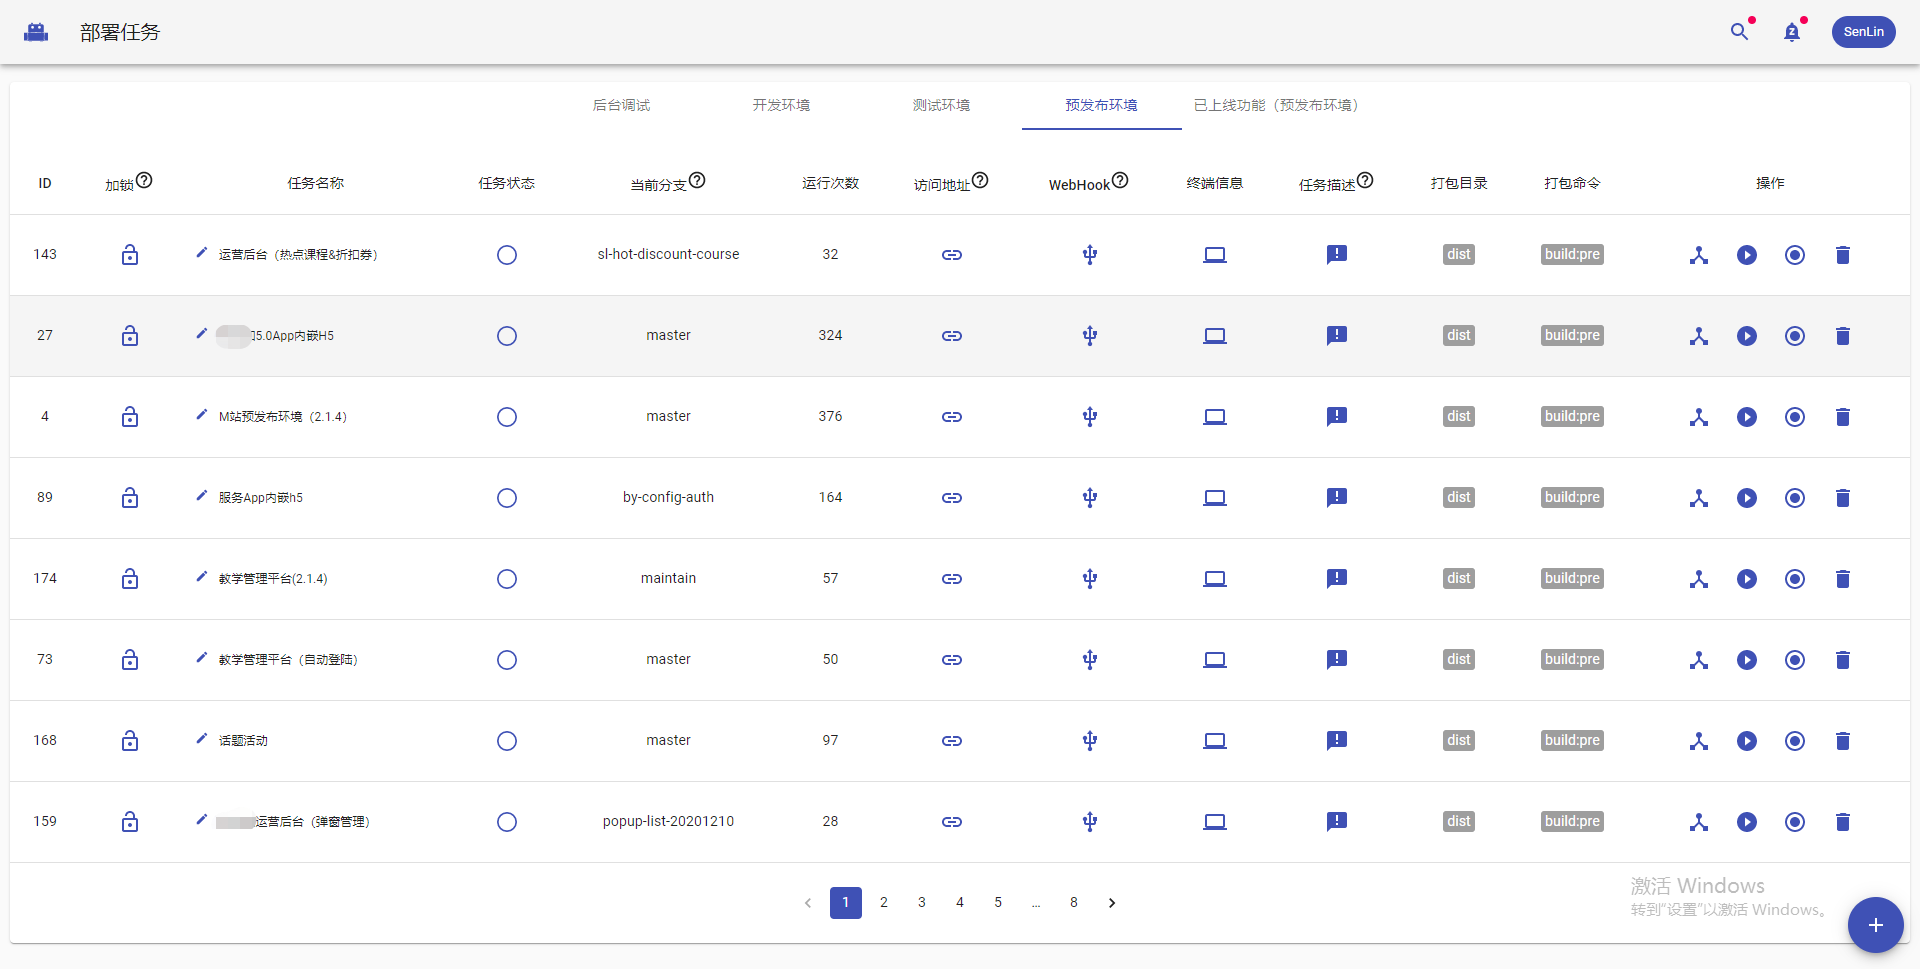 部署任务
SenLin
后台调试 开发环境 测试环境 预发布环境 已上线功能（预发布环境）
ID 加锁 任务名称 任务状态 当前分支 运行次数 访问地址 WebHook 终端信息 任务描述 打包目录 打包命令 操作
143 运营后台（热点课程&折扣券） sl-hot-discount-course 32 dist build:pre
27 5.0App内嵌H5 master 324 dist build:pre
4 M站预发布环境（2.1.4） master 376 dist build:pre
89 服务App内嵌h5 by-config-auth 164 dist build:pre
174 教学管理平台(2.1.4) maintain 57 dist build:pre
73 教学管理平台（自动登陆） master 50 dist build:pre
168 话题活动 master 97 dist build:pre
159 运营后台（弹窗管理） popup-list-20201210 28 dist build:pre
1 2 3 4 5 ... 8
激活 Windows
转到“设置”以激活 Windows。